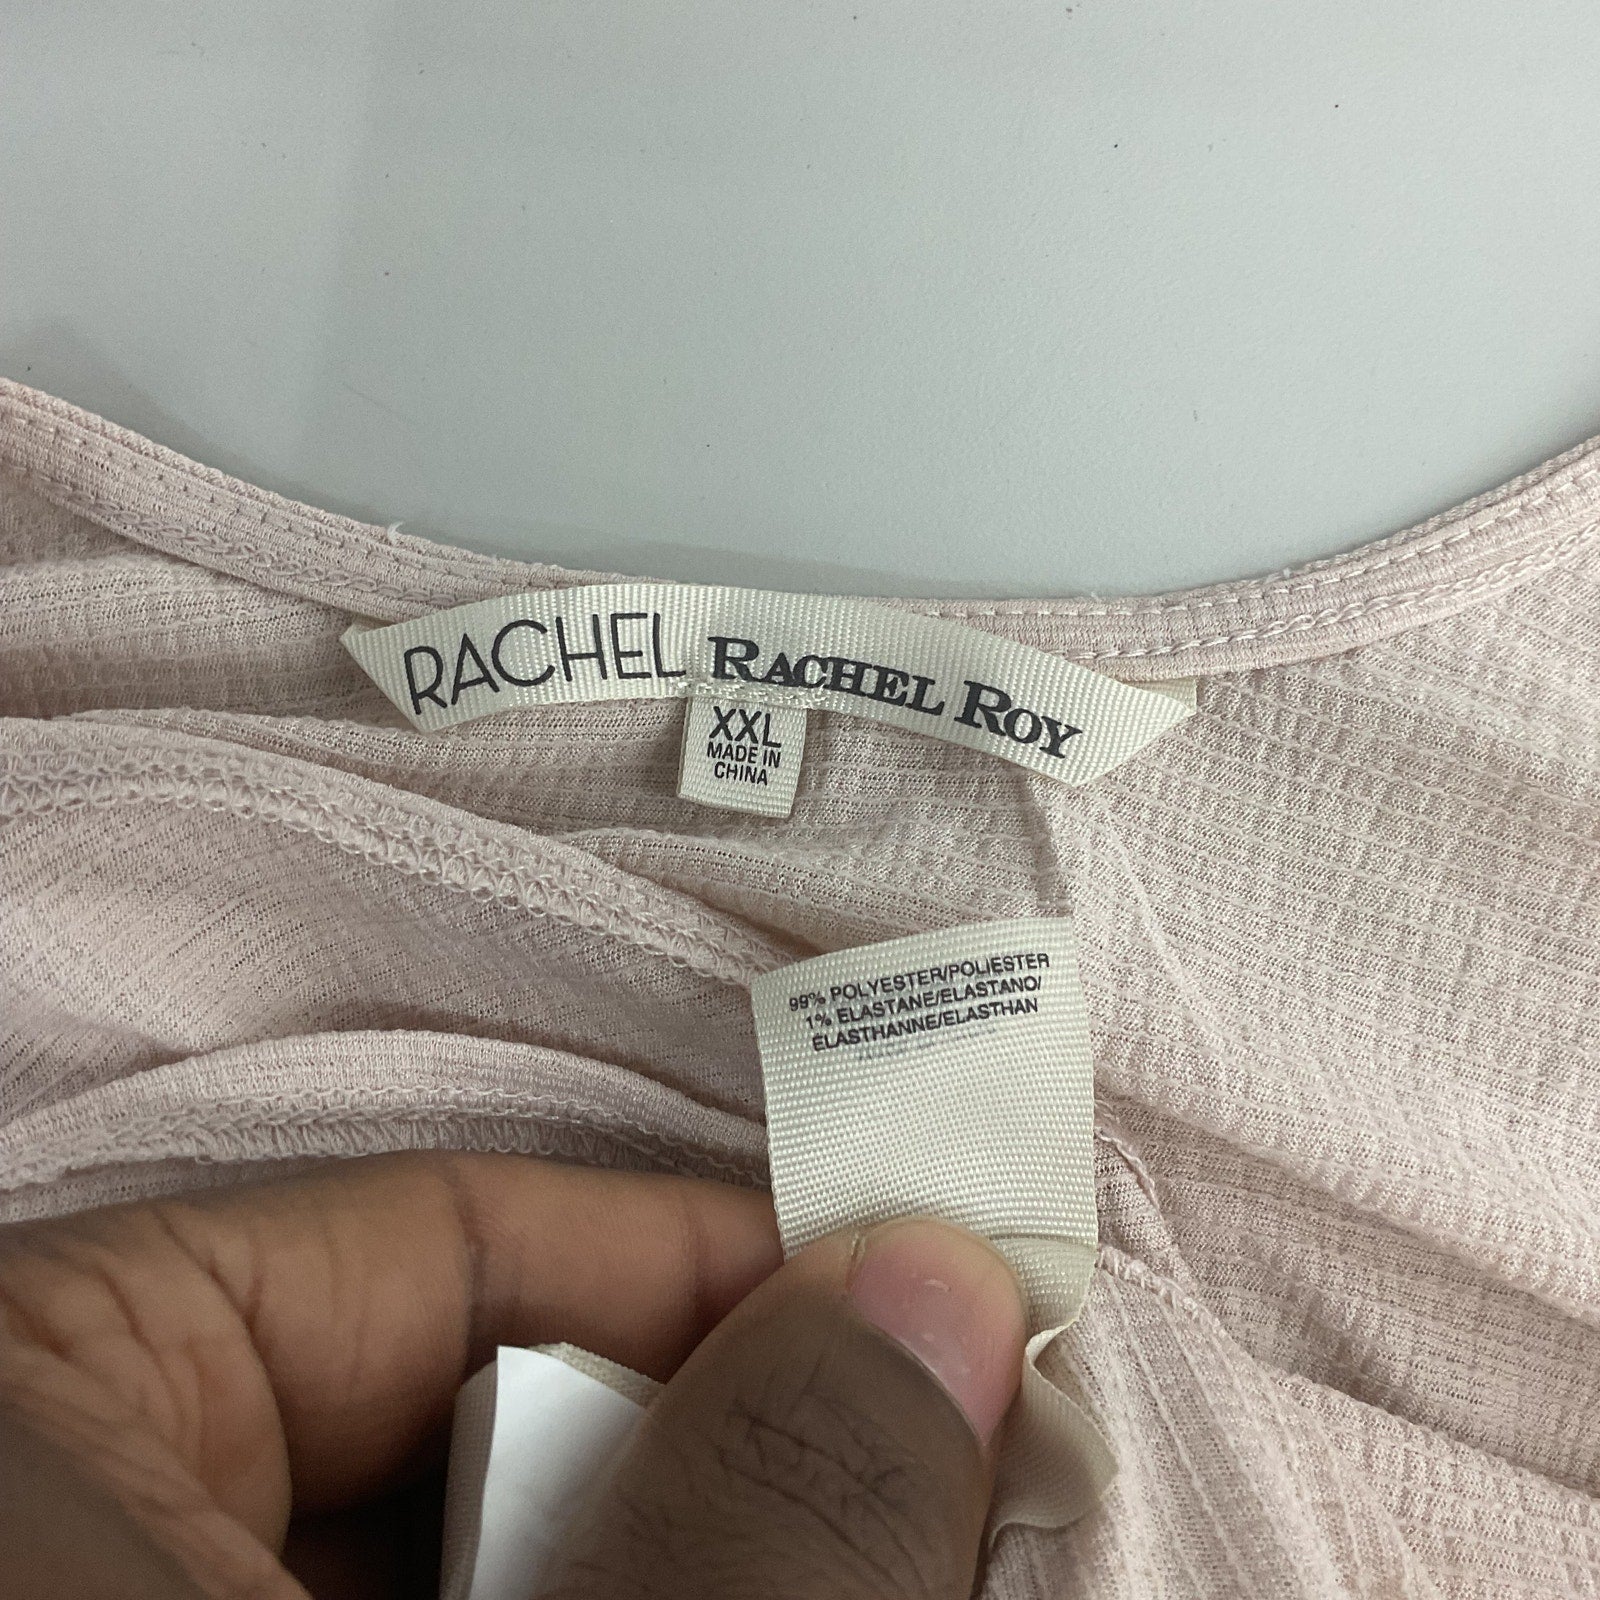 RACHEL RACHEL ROY
XXL
MADE IN
CHINA
99% POLYESTER/POLIESTER
1% ELASTANE/ELASTANO/
ELASTHANNE/ELASTHAN